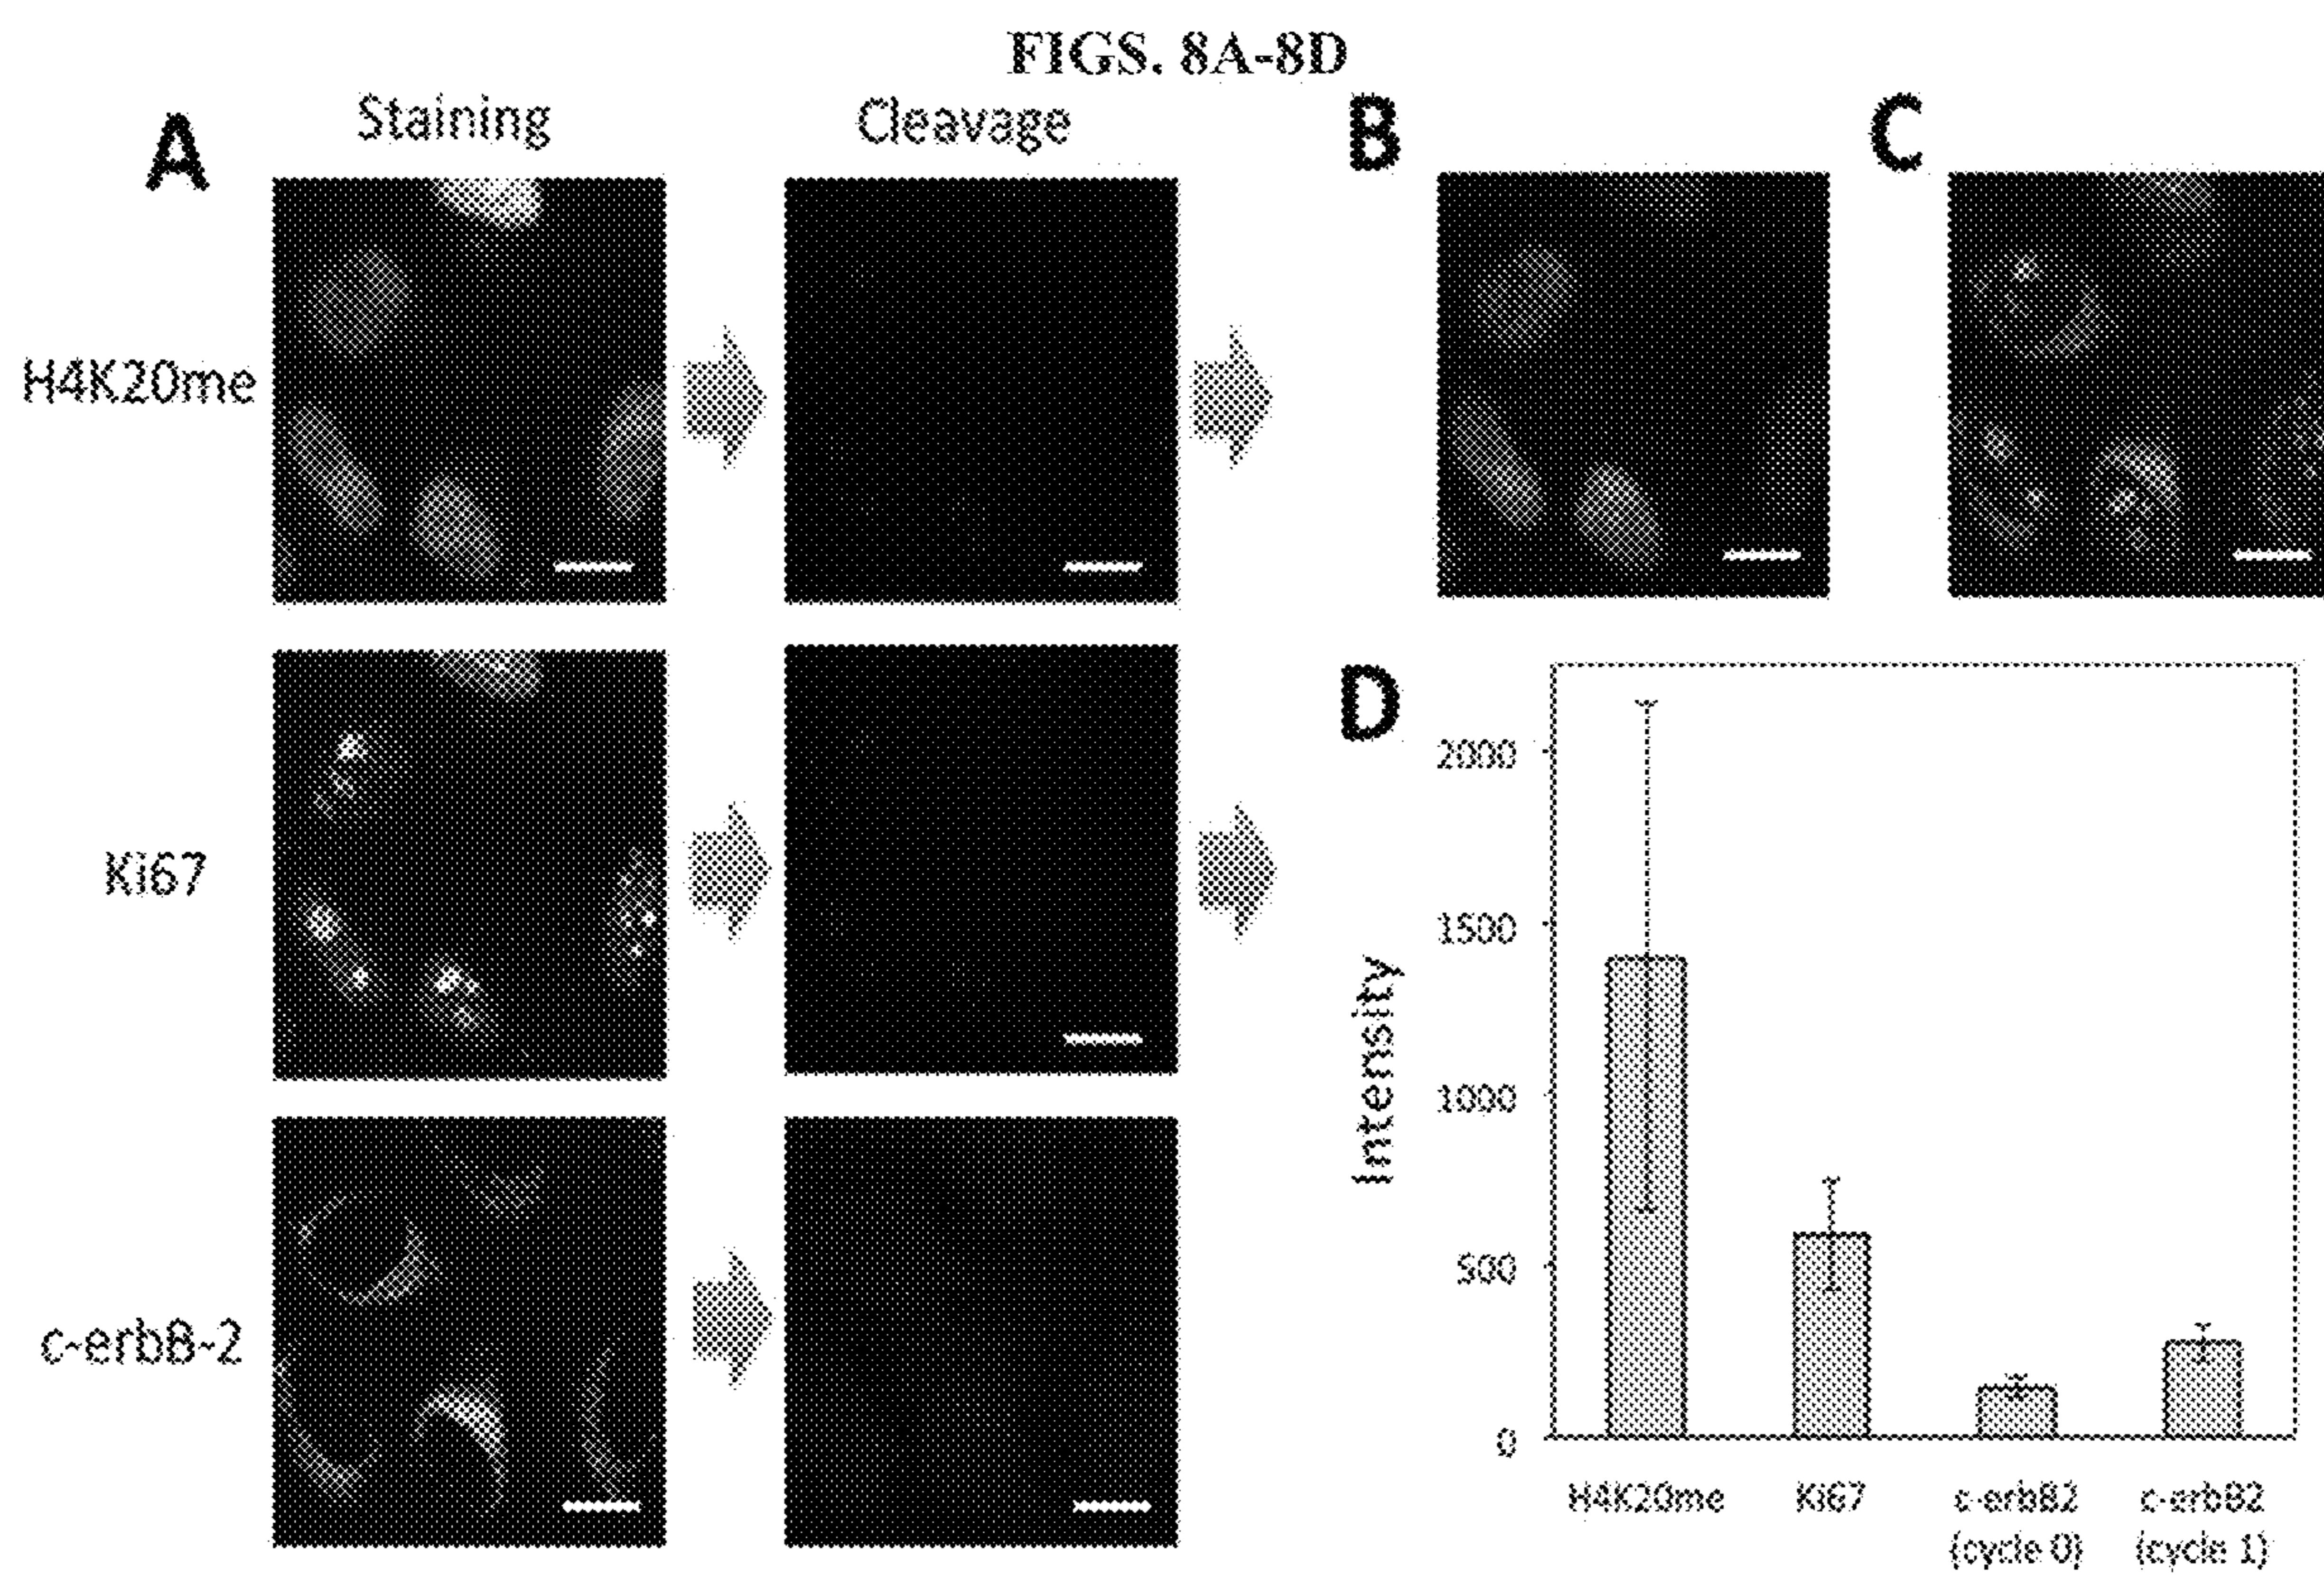 FIGS. 8A-8D
A
Staining
Cleavage
B
C
H4K20me
Ki67
c-erbB-2
D
2000
1500
1000
500
0
Intensity
H4K20me
Ki67
c-erbB2
(cycle 0)
c-erbB2
(cycle 1)